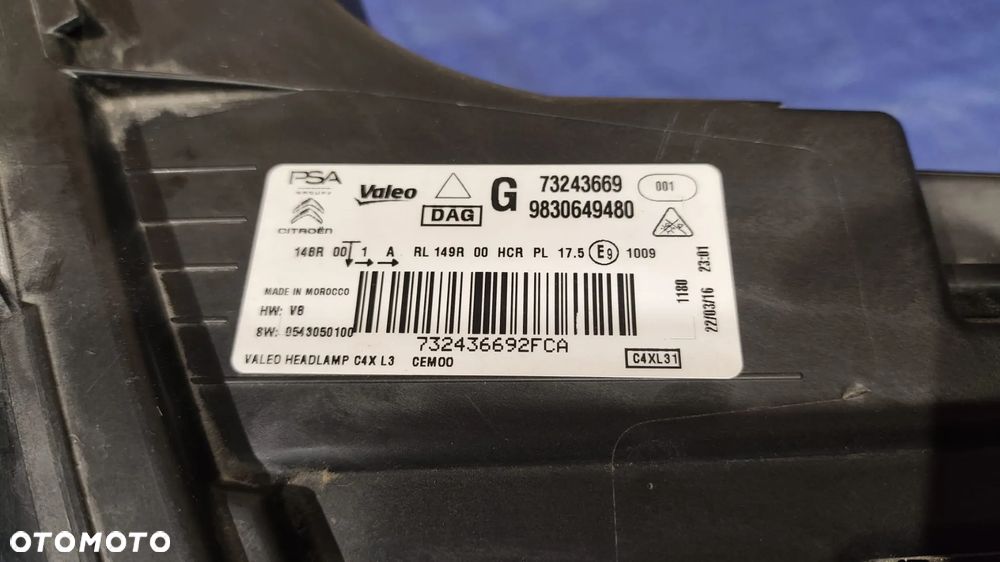 PSA
GROUPE
CITROËN
Valeo
DAG
G
73243669
9830649480
001
148R 00 1 A RL 149R 00 HCR PL 17.5 E9 1009
MADE IN MOROCCO
HW: V8
SW: 0543050100
732436692FCA
VALEO HEADLAMP C4X L3 CEM00
C4XL31
1180
22/03/16 23:01
OTOMOTO